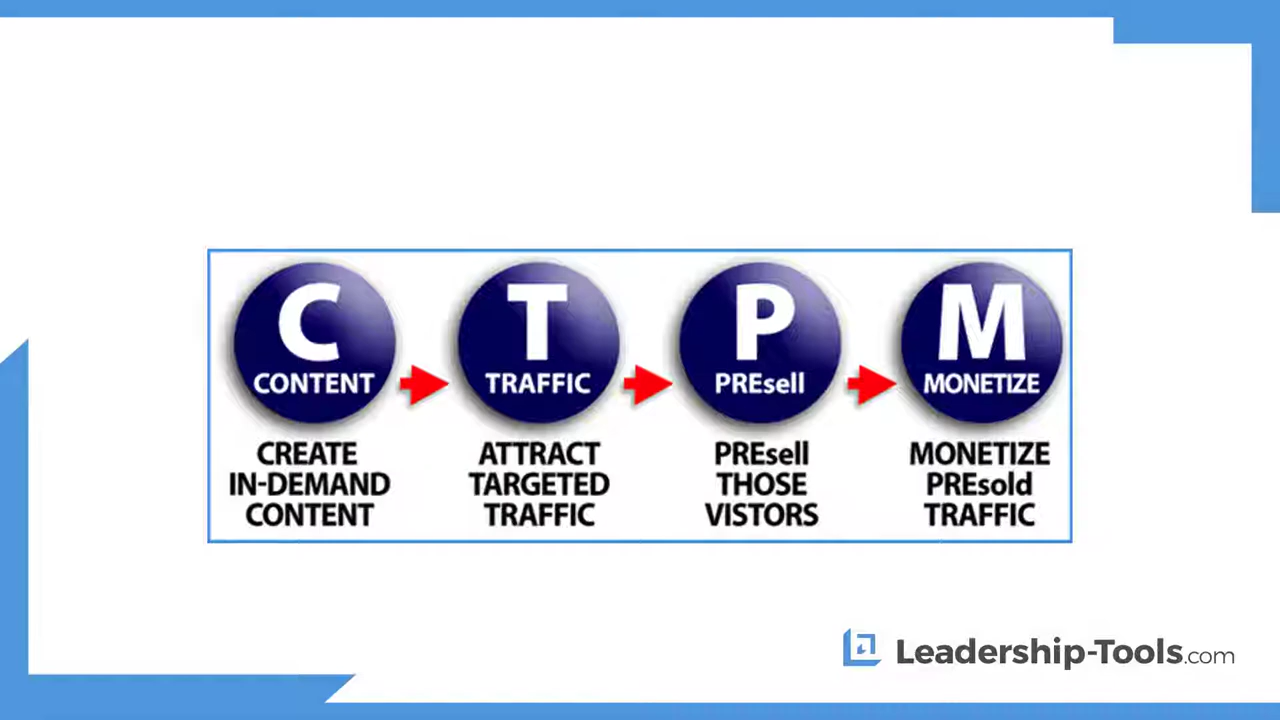 C
CONTENT
CREATE
IN-DEMAND
CONTENT
T
TRAFFIC
ATTRACT
TARGETED
TRAFFIC
P
PREsell
PREsell
THOSE
VISTORS
M
MONETIZE
MONETIZE
PREsold
TRAFFIC
Leadership-Tools.com